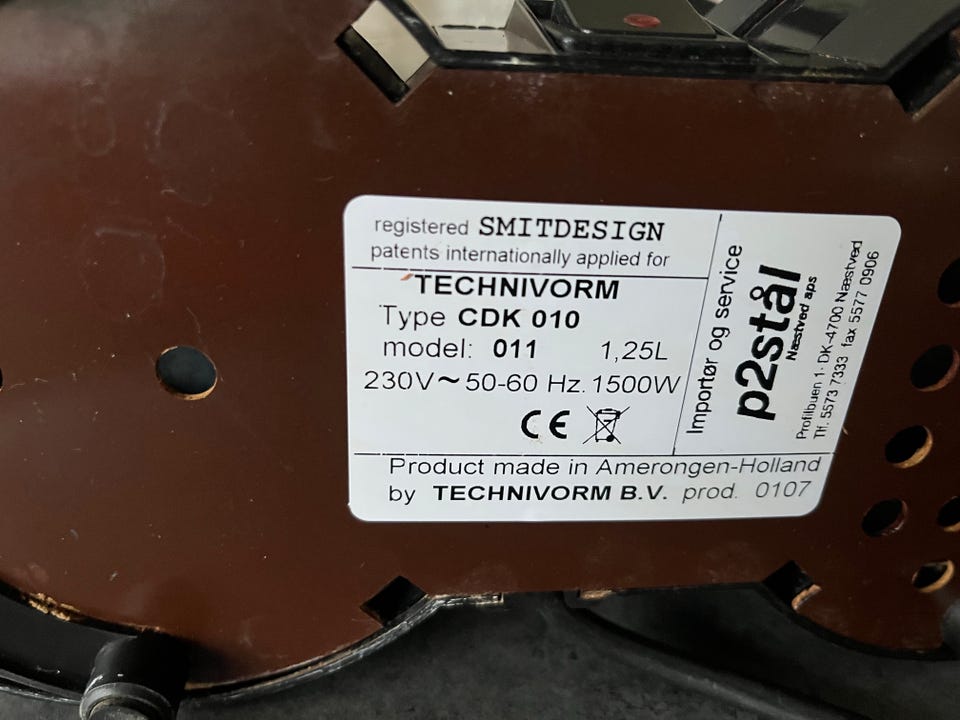 registered SMITDESIGN
patents internationally applied for
TECHNIVORM
Type CDK 010
model: 011 1,25L
230V~50-60 Hz. 1500W
CE
Product made in Amerongen-Holland
by TECHNIVORM B.V. prod. 0107
Importør og service
p2stål
Næstved aps
Profilbuen 1· DK-4700 Næstved
Tlf. 5573 7333 fax 5577 0906